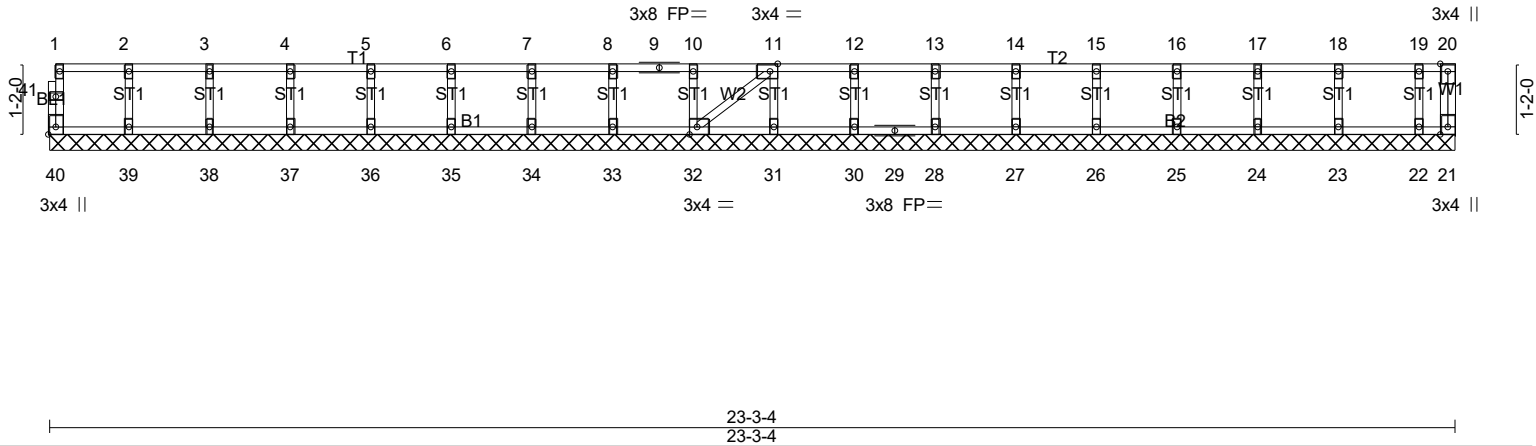 3x8 FP= 3x4 = 3x4 ||
1 2 3 4 5 6 7 8 9 10 11 12 13 14 15 16 17 18 19 20
T1 T2
1-2-0 41 BL1 ST1 ST1 ST1 ST1 ST1 ST1 ST1 ST1 W2 ST1 ST1 ST1 ST1 ST1 ST1 ST1 ST1 ST1 W1 1-2-0
B1 B2
40 39 38 37 36 35 34 33 32 31 30 29 28 27 26 25 24 23 22 21
3x4 || 3x4 = 3x8 FP= 3x4 ||
23-3-4
23-3-4